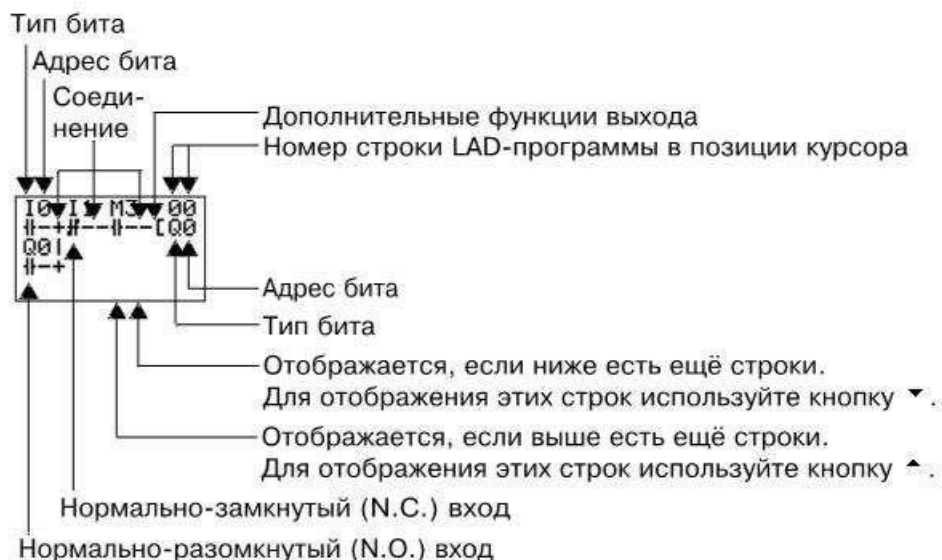 Тип бита
Адрес бита
Соеди-
нение
Дополнительные функции выхода
Номер строки LAD-программы в позиции курсора
I0 I1 M3 00
[Q0
Q0
Адрес бита
Тип бита
Отображается, если ниже есть ещё строки.
Для отображения этих строк используйте кнопку ▼.
Отображается, если выше есть ещё строки.
Для отображения этих строк используйте кнопку ▲.
Нормально-замкнутый (N.C.) вход
Нормально-разомкнутый (N.O.) вход